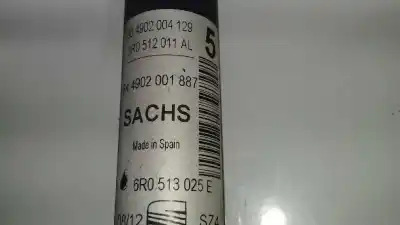 4902 004 129
6R0 512 011 AL
5
4902 001 887
SACHS
Made in Spain
6R0 513 025 E
08/12
SZA